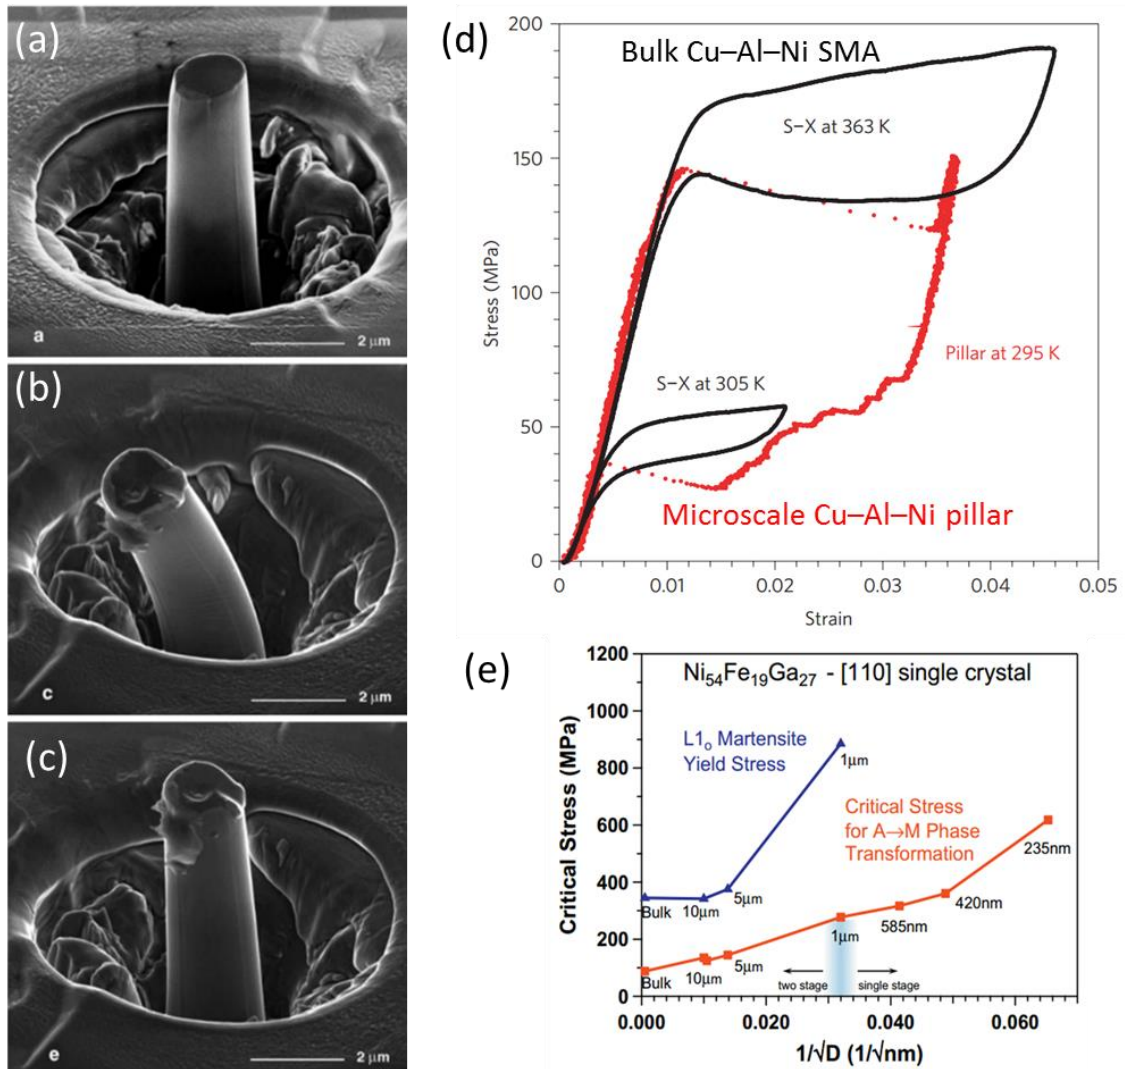 (a)
a
2 μm
(b)
c
2 μm
(c)
e
2 μm
(d)
200
150
100
50
0
Stress (MPa)
Bulk Cu–Al–Ni SMA
S–X at 363 K
Pillar at 295 K
S–X at 305 K
Microscale Cu–Al–Ni pillar
0
0.01
0.02
0.03
0.04
0.05
Strain
(e)
1200
1000
800
600
400
200
0
Critical Stress (MPa)
Ni₅₄Fe₁₉Ga₂₇ - [110] single crystal
L1₀ Martensite
Yield Stress
1μm
Critical Stress
for A→M Phase
Transformation
235nm
Bulk
10μm
5μm
420nm
585nm
1μm
5μm
10μm
Bulk
two stage
single stage
0.000
0.020
0.040
0.060
1/√D (1/√nm)